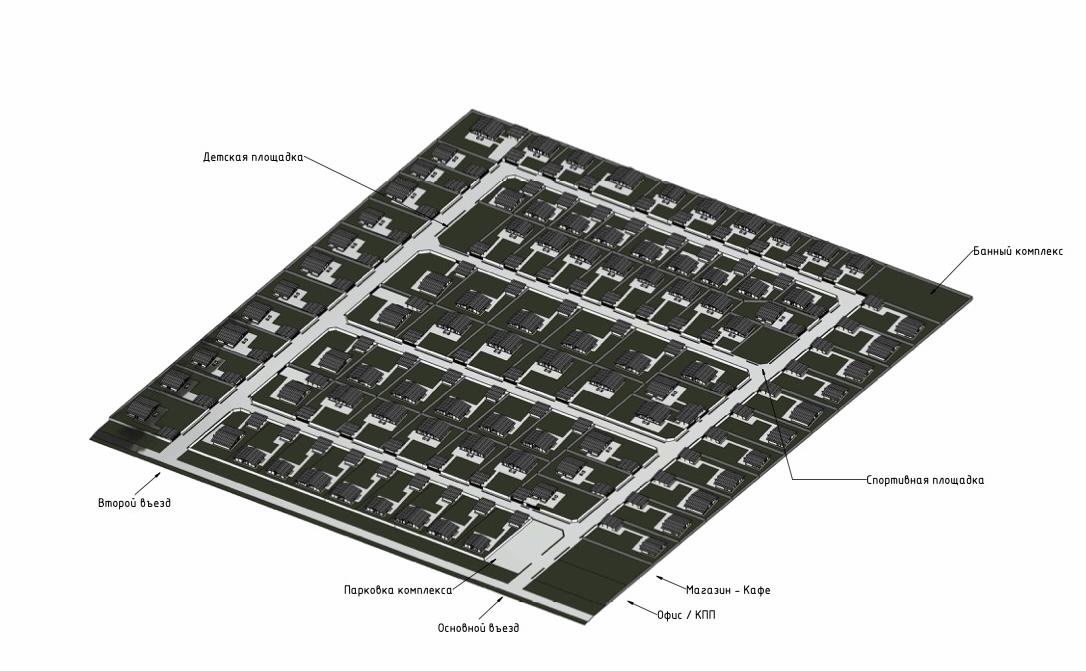 Детская площадка
Банный комплекс
Спортивная площадка
Второй въезд
Парковка комплекса
Магазин - Кафе
Офис / КПП
Основной въезд